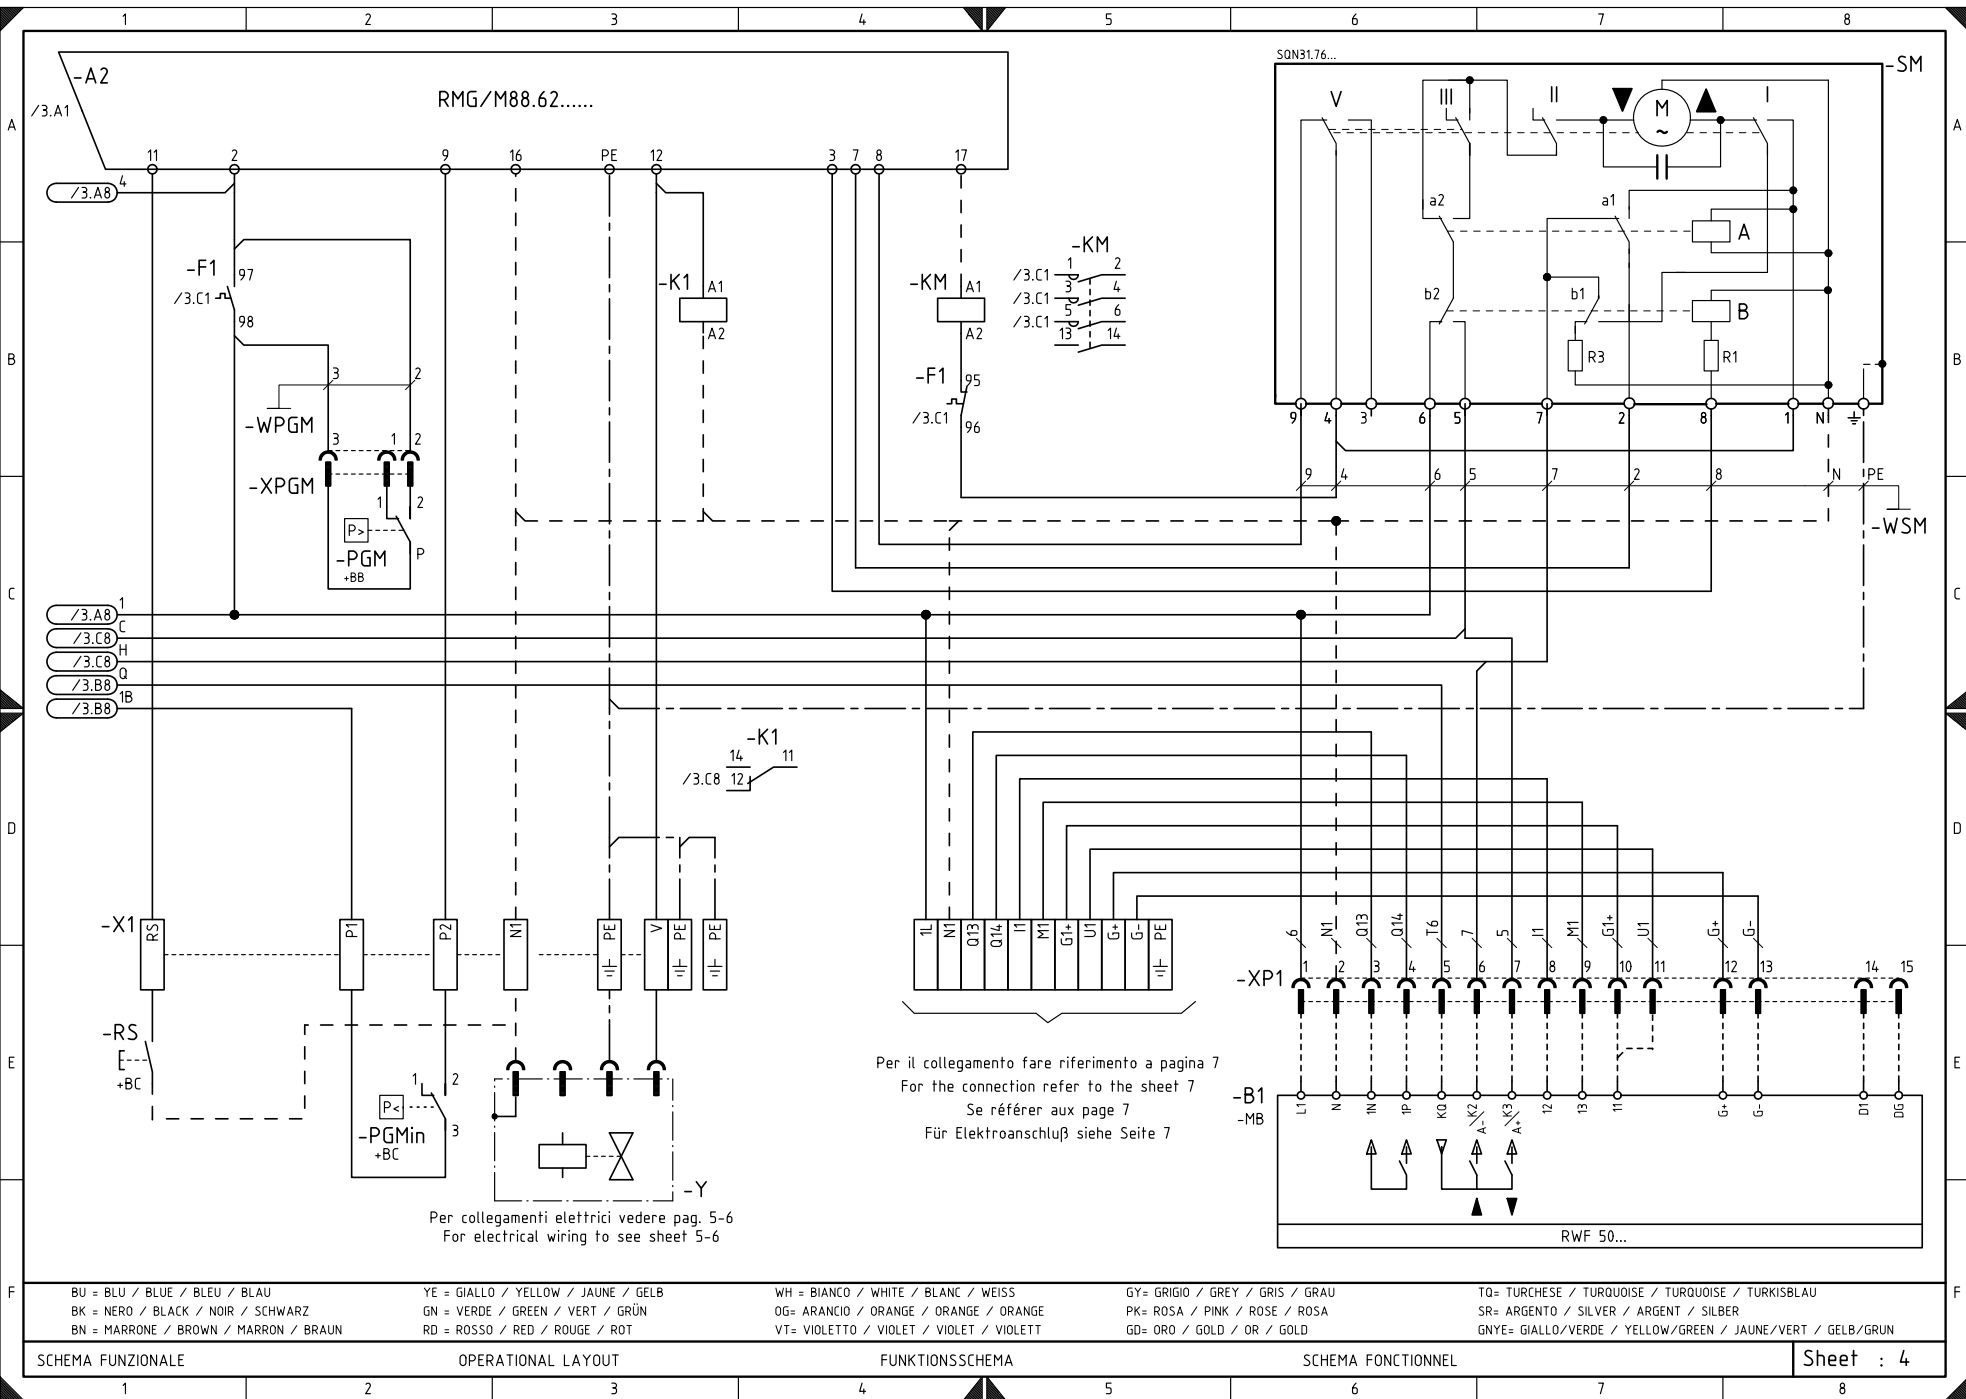 1 2 3 4 5 6 7 8
SQN31.76...
-A2
-SM
RMG/M88.62......
/3.A1
V III II M ~ I
A A
11 2 9 16 PE 12 3 7 8 17
/3.A8 4
a2 a1
A
-KM
1 2
/3.C1
3 4
/3.C1
5 6
/3.C1
13 14
-F1 97
/3.C1
98
-K1 A1
A2
-KM A1
A2
b2 b1 B
R3 R1
B B
-F1 95
/3.C1
96
3 2
-WPGM
9 4 3 6 5 7 2 8 1 N
3 1 2
-XPGM
9 4 6 5 7 2 8 N PE
-WSM
1 2
P>
-PGM P
+BB
C C
/3.A8 1
/3.C8 C
/3.C8 H
/3.B8 Q
/3.B8 1B
-K1
14 11
/3.C8 12
D D
-X1 RS P1 P2 N1 PE V PE PE
1L N1 Q13 Q14 I1 M1 G1+ U1 G+ G- PE
6 N1 Q13 Q14 T6 7 5 I1 M1 G1+ U1 G+ G-
-XP1 1 2 3 4 5 6 7 8 9 10 11 12 13 14 15
-RS
+BC
E E
1 2
P<
-PGMin 3
+BC
-Y
Per collegamenti elettrici vedere pag. 5-6
For electrical wiring to see sheet 5-6
Per il collegamento fare riferimento a pagina 7
For the connection refer to the sheet 7
Se référer aux page 7
Für Elektroanschluß siehe Seite 7
-B1
-MB
L1 N 1N 1P KQ K2 A- K3 A+ 12 13 11 G+ G- D1 DG
RWF 50...
F F
BU = BLU / BLUE / BLEU / BLAU
BK = NERO / BLACK / NOIR / SCHWARZ
BN = MARRONE / BROWN / MARRON / BRAUN
YE = GIALLO / YELLOW / JAUNE / GELB
GN = VERDE / GREEN / VERT / GRÜN
RD = ROSSO / RED / ROUGE / ROT
WH = BIANCO / WHITE / BLANC / WEISS
OG= ARANCIO / ORANGE / ORANGE / ORANGE
VT= VIOLETTO / VIOLET / VIOLET / VIOLETT
GY= GRIGIO / GREY / GRIS / GRAU
PK= ROSA / PINK / ROSE / ROSA
GD= ORO / GOLD / OR / GOLD
TQ= TURCHESE / TURQUOISE / TURQUOISE / TURKISBLAU
SR= ARGENTO / SILVER / ARGENT / SILBER
GNYE= GIALLO/VERDE / YELLOW/GREEN / JAUNE/VERT / GELB/GRUN
SCHEMA FUNZIONALE OPERATIONAL LAYOUT FUNKTIONSSCHEMA SCHEMA FONCTIONNEL Sheet : 4
1 2 3 4 5 6 7 8